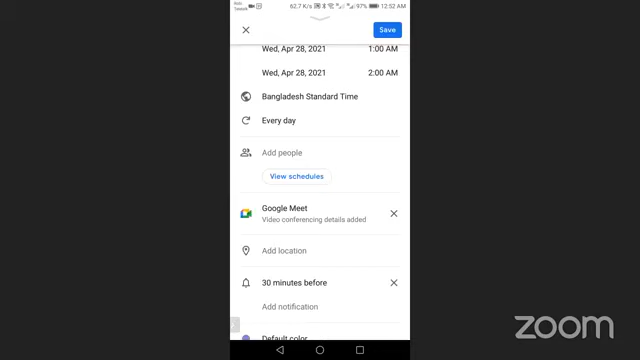 62.7 K/s
97%
12:52 AM
Save
Wed, Apr 28, 2021 1:00 AM
Wed, Apr 28, 2021 2:00 AM
Bangladesh Standard Time
Every day
Add people
View schedules
Google Meet
Video conferencing details added
Add location
30 minutes before
Add notification
Default color
zoom